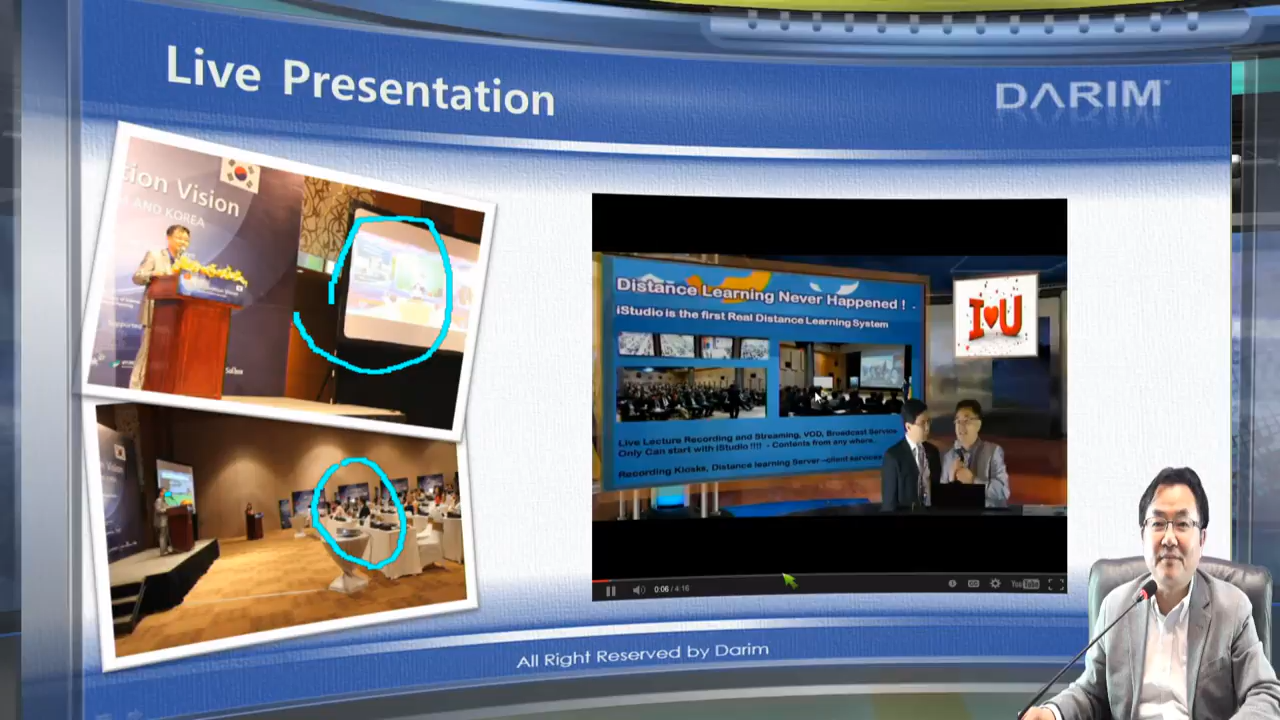 Live Presentation
DARIM
ion Vision
AND KOREA
Distance Learning Never Happened ! -
iStudio is the first Real Distance Learning System
I U
Live Lecture Recording and Streaming, VOD, Broadcast Service
Only Can start with iStudio !!!! - Contents from any where..
Recording Kiosks, Distance learning Server –client services
0:06 / 4:16
YouTube
All Right Reserved by Darim